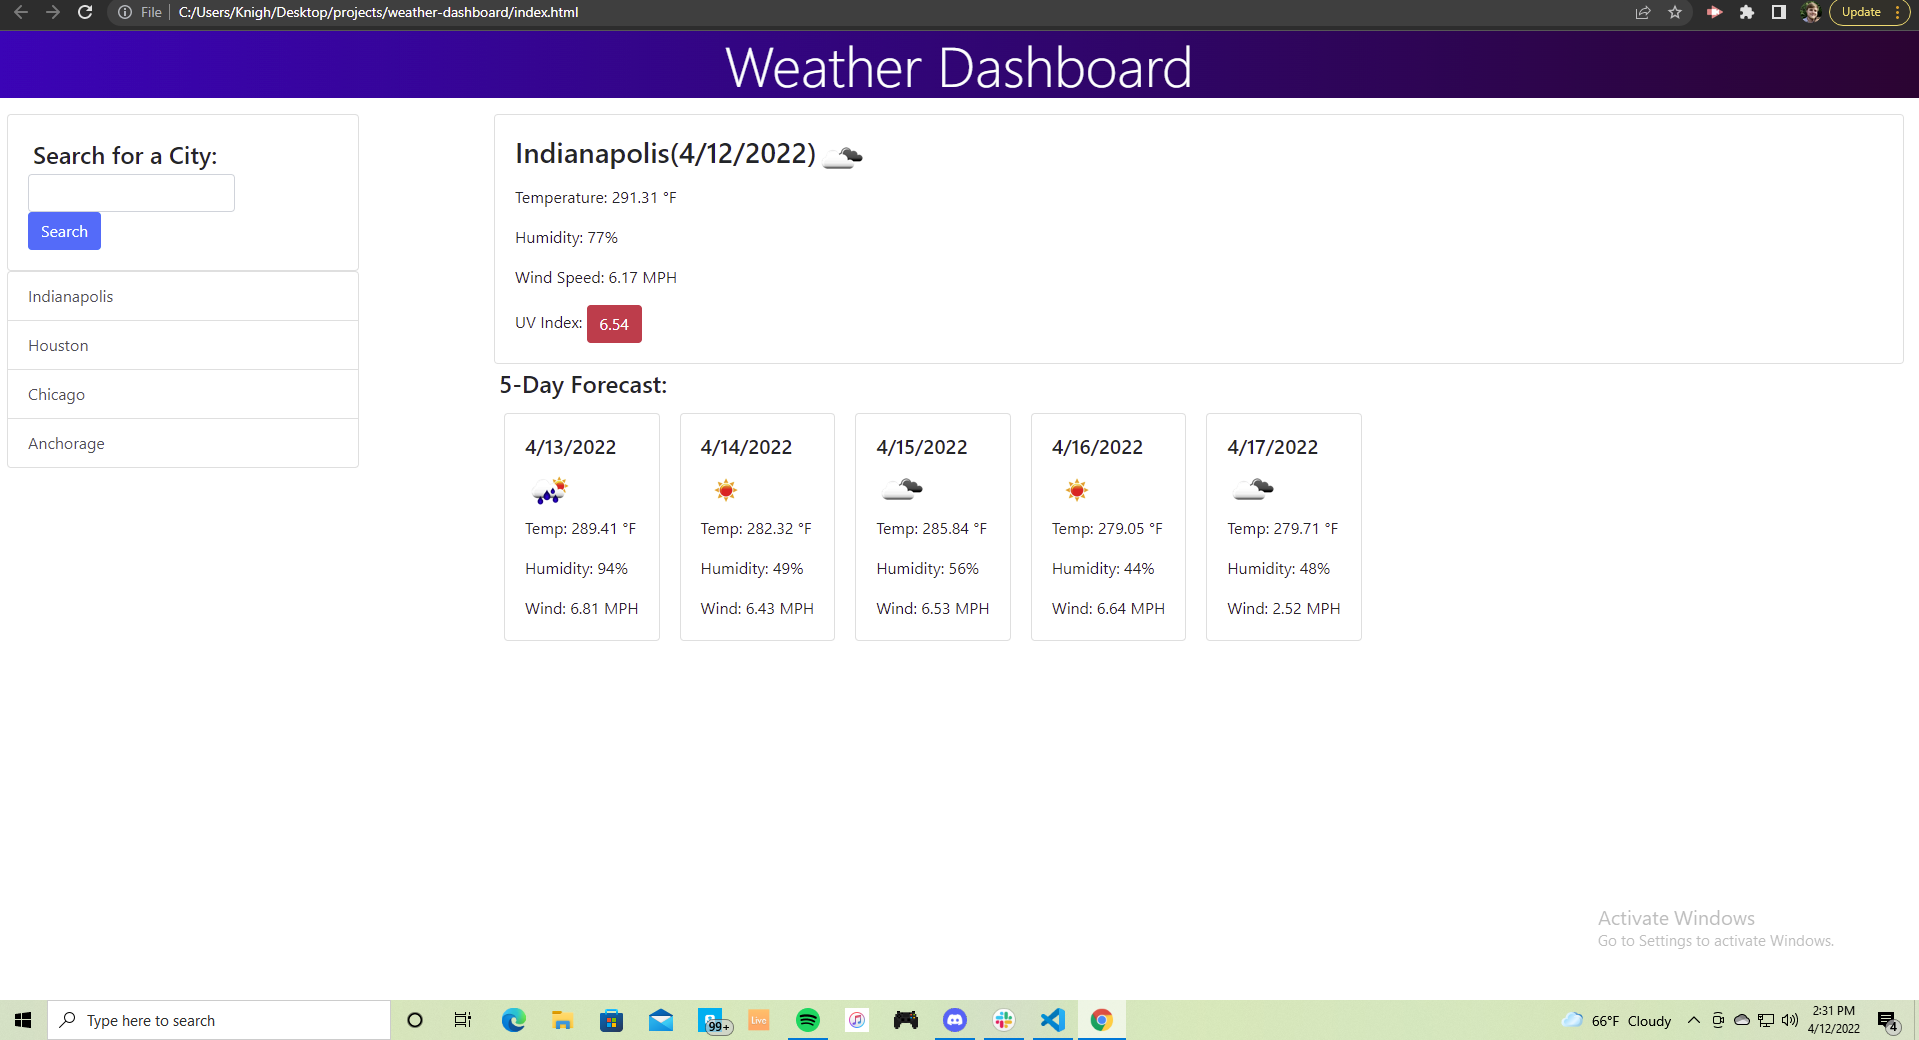 File
C:/Users/Knigh/Desktop/projects/weather-dashboard/index.html
Update
Weather Dashboard
Search for a City:
Search
Indianapolis
Houston
Chicago
Anchorage
Indianapolis(4/12/2022)
Temperature: 291.31 °F
Humidity: 77%
Wind Speed: 6.17 MPH
UV Index: 6.54
5-Day Forecast:
4/13/2022
Temp: 289.41 °F
Humidity: 94%
Wind: 6.81 MPH
4/14/2022
Temp: 282.32 °F
Humidity: 49%
Wind: 6.43 MPH
4/15/2022
Temp: 285.84 °F
Humidity: 56%
Wind: 6.53 MPH
4/16/2022
Temp: 279.05 °F
Humidity: 44%
Wind: 6.64 MPH
4/17/2022
Temp: 279.71 °F
Humidity: 48%
Wind: 2.52 MPH
Activate Windows
Go to Settings to activate Windows.
Type here to search
99+
Live
66°F Cloudy
2:31 PM
4/12/2022
4